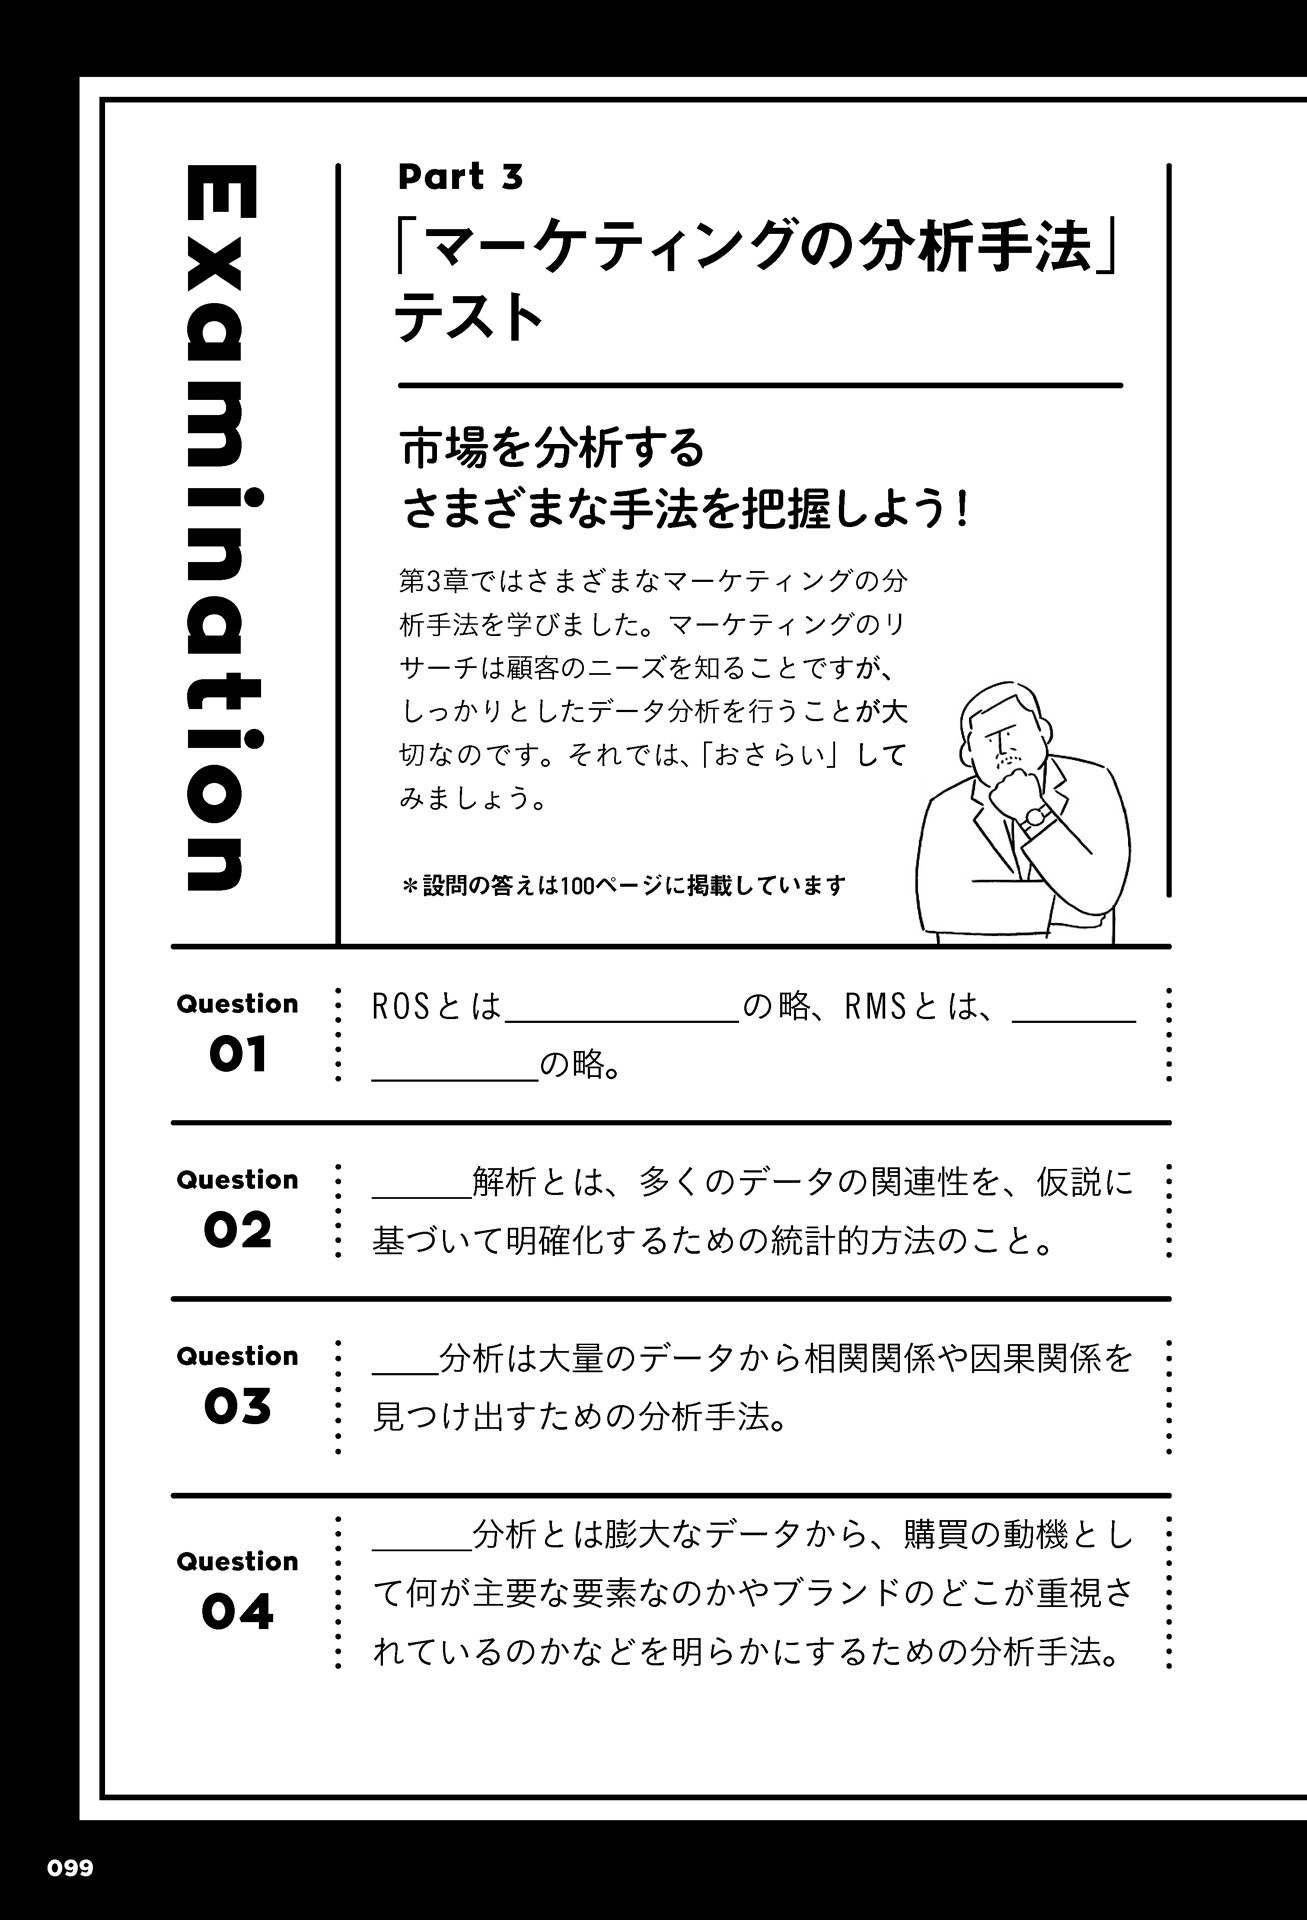 Examination
Part 3
「マーケティングの分析手法」
テスト
市場を分析する
さまざまな手法を把握しよう！
第3章ではさまざまなマーケティングの分
析手法を学びました。マーケティングのリ
サーチは顧客のニーズを知ることですが、
しっかりとしたデータ分析を行うことが大
切なのです。それでは、「おさらい」して
みましょう。
＊設問の答えは100ページに掲載しています
Question
01
ROSとは______________の略、RMSとは、_______
__________の略。
Question
02
______解析とは、多くのデータの関連性を、仮説に
基づいて明確化するための統計的方法のこと。
Question
03
____分析は大量のデータから相関関係や因果関係を
見つけ出すための分析手法。
Question
04
______分析とは膨大なデータから、購買の動機とし
て何が主要な要素なのかやブランドのどこが重視さ
れているのかなどを明らかにするための分析手法。
099